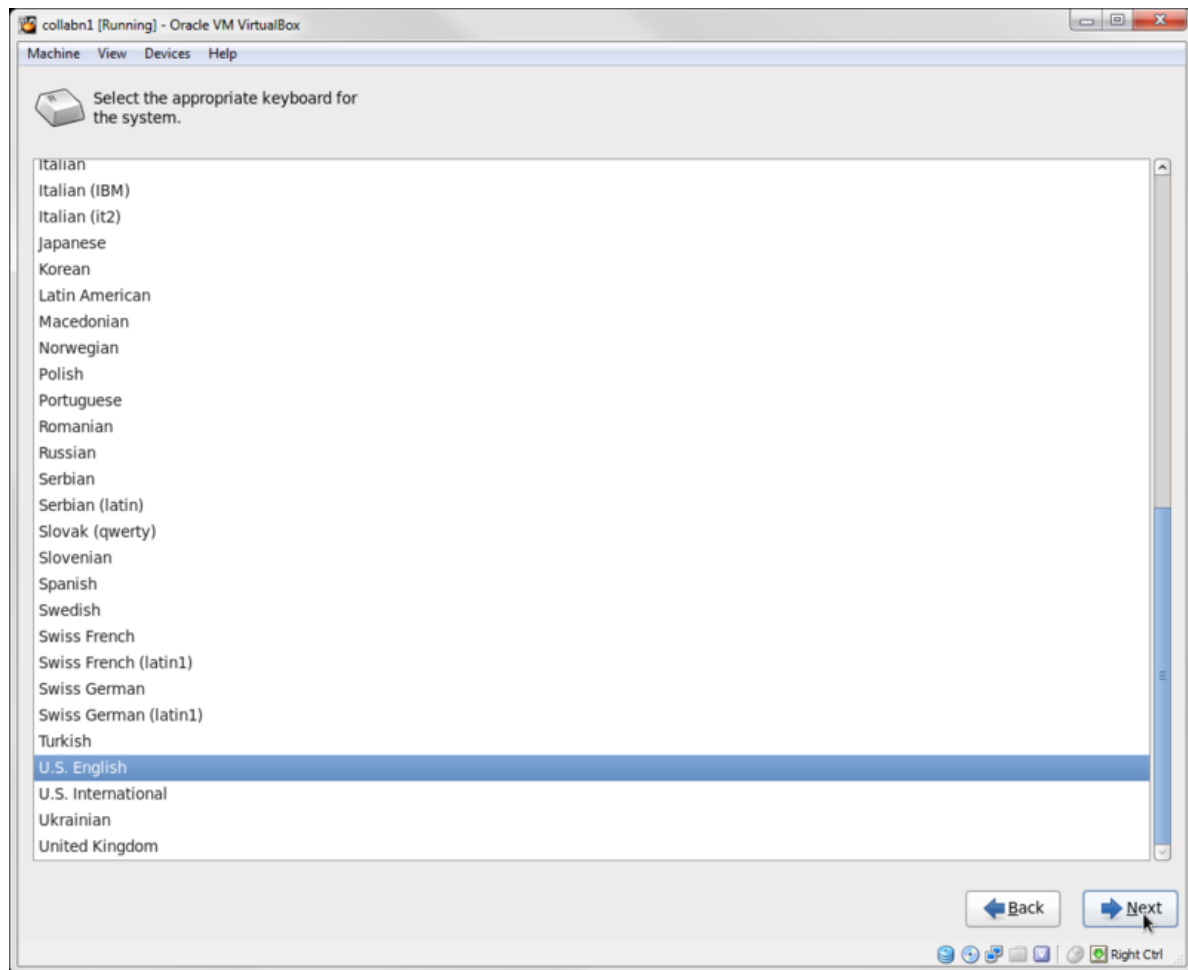 collabn1 [Running] - Oracle VM VirtualBox
Machine View Devices Help
Select the appropriate keyboard for
the system.
Italian
Italian (IBM)
Italian (it2)
Japanese
Korean
Latin American
Macedonian
Norwegian
Polish
Portuguese
Romanian
Russian
Serbian
Serbian (latin)
Slovak (qwerty)
Slovenian
Spanish
Swedish
Swiss French
Swiss French (latin1)
Swiss German
Swiss German (latin1)
Turkish
U.S. English
U.S. International
Ukrainian
United Kingdom
Back Next
Right Ctrl